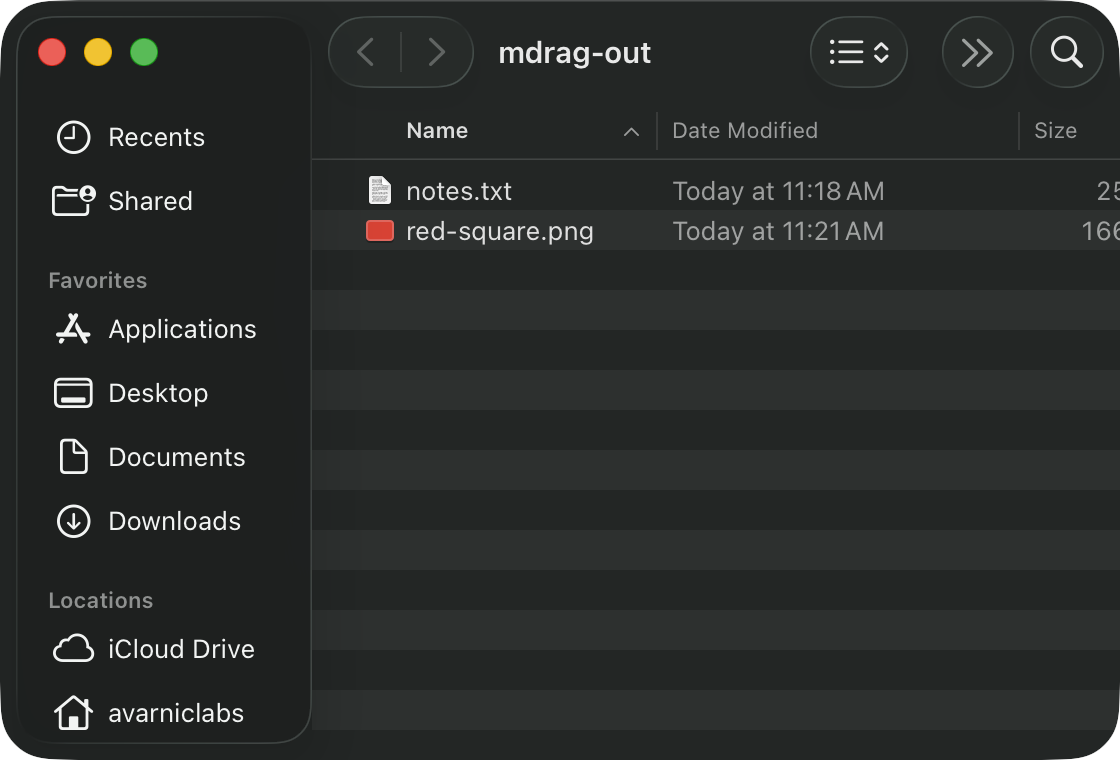 mdrag-out
Name
Date Modified
Size
Recents
Shared
Favorites
Applications
Desktop
Documents
Downloads
Locations
iCloud Drive
avarniclabs
notes.txt Today at 11:18 AM
red-square.png Today at 11:21 AM